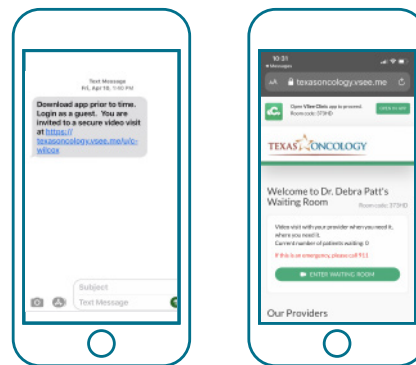 Text Message
Fri, Apr 10, 1:40 PM
Download app prior to time.
Login as a guest. You are
invited to a secure video visit
at https://
texasoncology.vsee.me/u/c-
wilcox
Subject
Text Message
10:31
Messages
AA texasoncology.vsee.me
Open VSee Clinic app to proceed.
Room code: 373HD
TEXAS ONCOLOGY
Welcome to Dr. Debra Patt's
Waiting Room
Room code: 373HD
Video visit with your provider when you need it,
where you need it.
Current number of patients waiting: 0
If this is an emergency, please call 911
ENTER WAITING ROOM
Our Providers